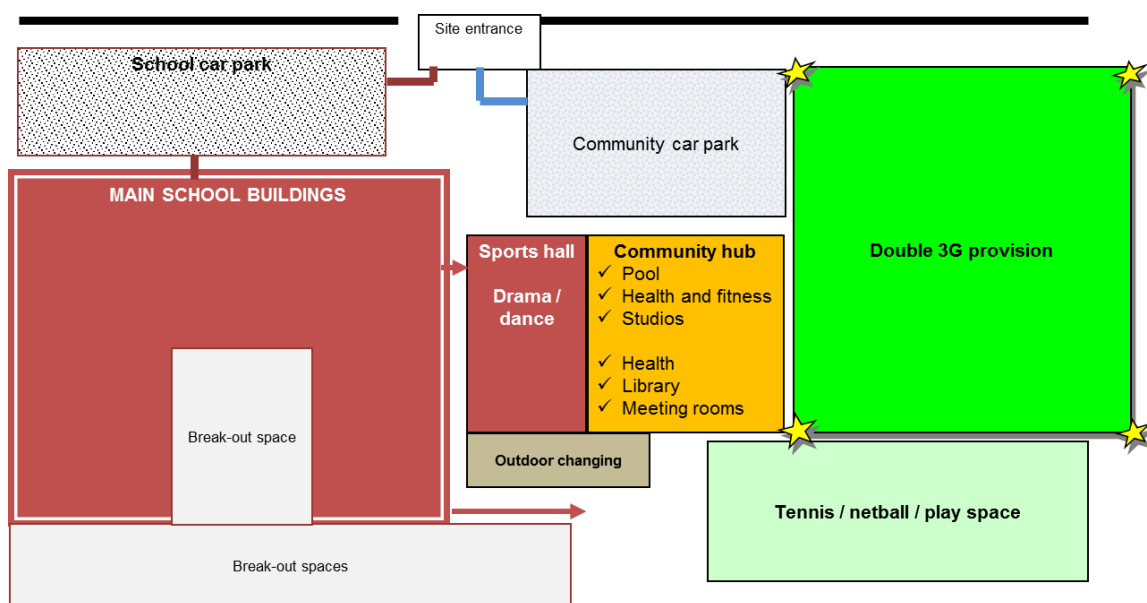 Site entrance
School car park
Community car park
MAIN SCHOOL BUILDINGS
Sports hall
Drama /
dance
Community hub
✓ Pool
✓ Health and fitness
✓ Studios
✓ Health
✓ Library
✓ Meeting rooms
Double 3G provision
Break-out space
Outdoor changing
Tennis / netball / play space
Break-out spaces